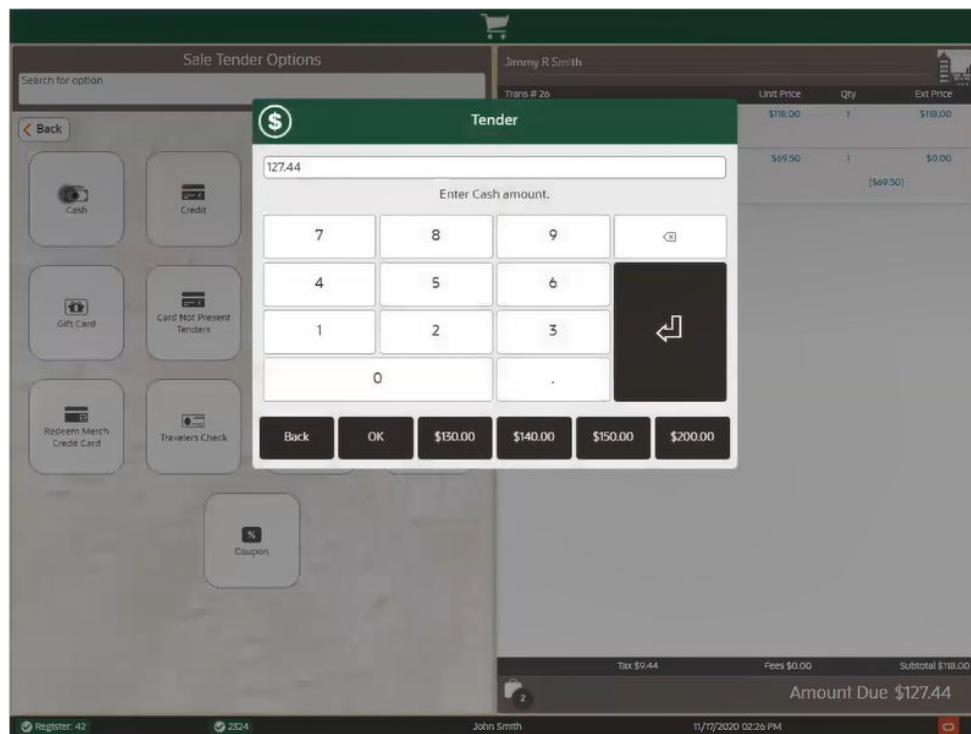 Sale Tender Options
Search for option
Back
Cash
Credit
Gift Card
Card Not Present
Tenders
Redeem Merch
Credit Card
Travelers Check
%
Coupon
$
Tender
127.44
Enter Cash amount.
7 8 9
4 5 6
1 2 3
0 .
Back OK $130.00 $140.00 $150.00 $200.00
Jimmy R Smith
Trans # 26 Unit Price Qty Ext Price
$118.00 1 $118.00
$69.50 1 $0.00
[$69.50]
Tax $9.44 Fees $0.00 Subtotal $118.00
2
Amount Due $127.44
Register: 42 2324 John Smith 11/17/2020 02:26 PM